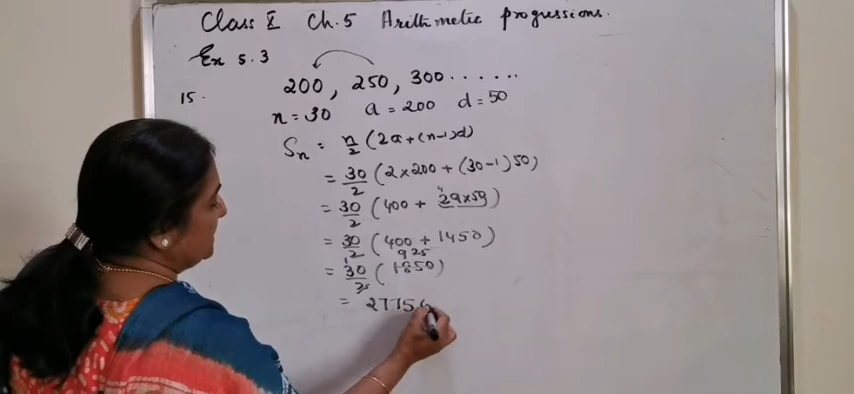 Class X Ch. 5 Arithmetic progressions.
Ex 5.3
15. 200, 250, 300......
n = 30 a = 200 d = 50
Sn = n/2 (2a+(n-1)d)
= 30/2 (2×200 + (30-1)50)
= 30/2 (400 + 29×50)
= 30/2 (400 + 1450)
925
= 30/2 (1850)
= 2775